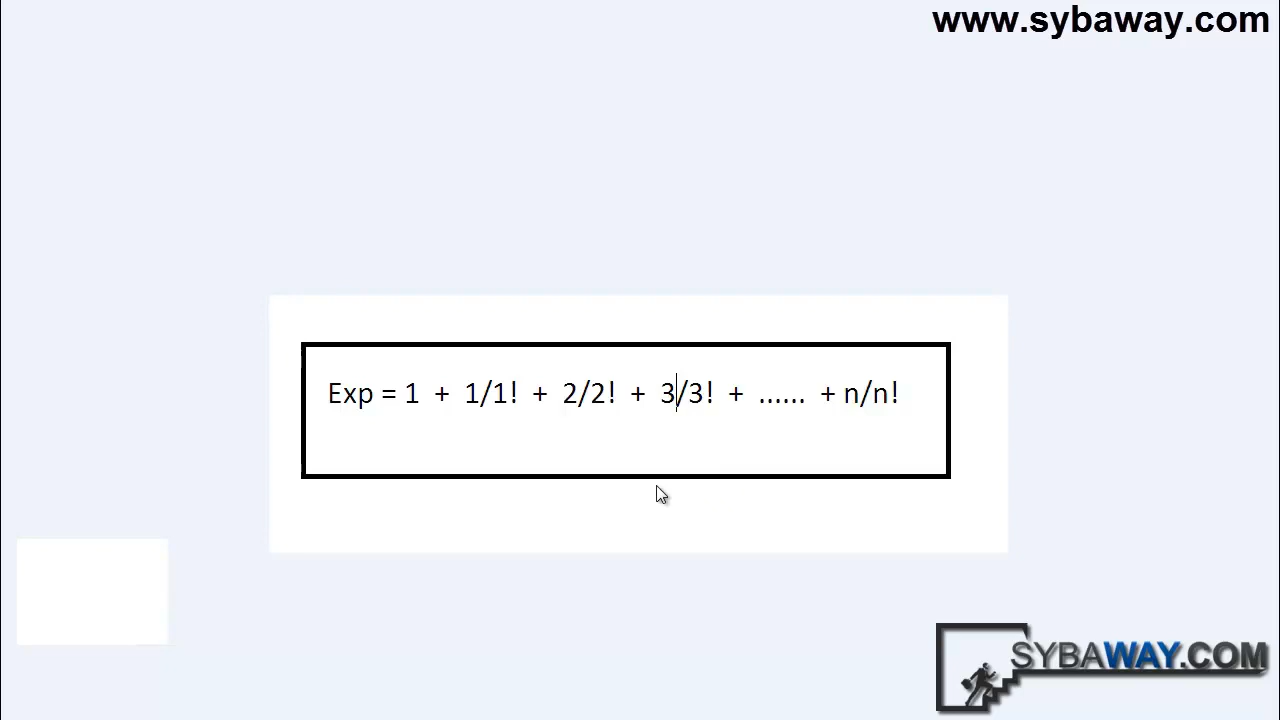 www.sybaway.com
Exp = 1 + 1/1! + 2/2! + 3/3! + ...... + n/n!
SYBAWAY.COM